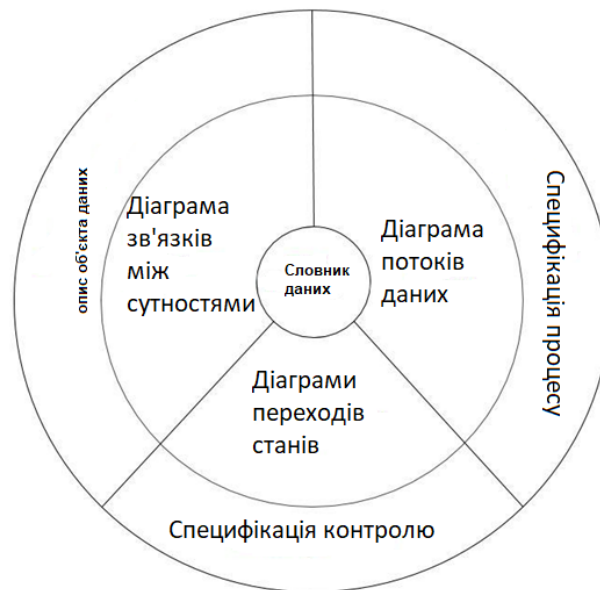 опис об'єкта даних
Діаграма
зв'язків
між
сутностями
Словник
даних
Діаграма
потоків
даних
Специфікація процесу
Діаграми
переходів
станів
Специфікація контролю